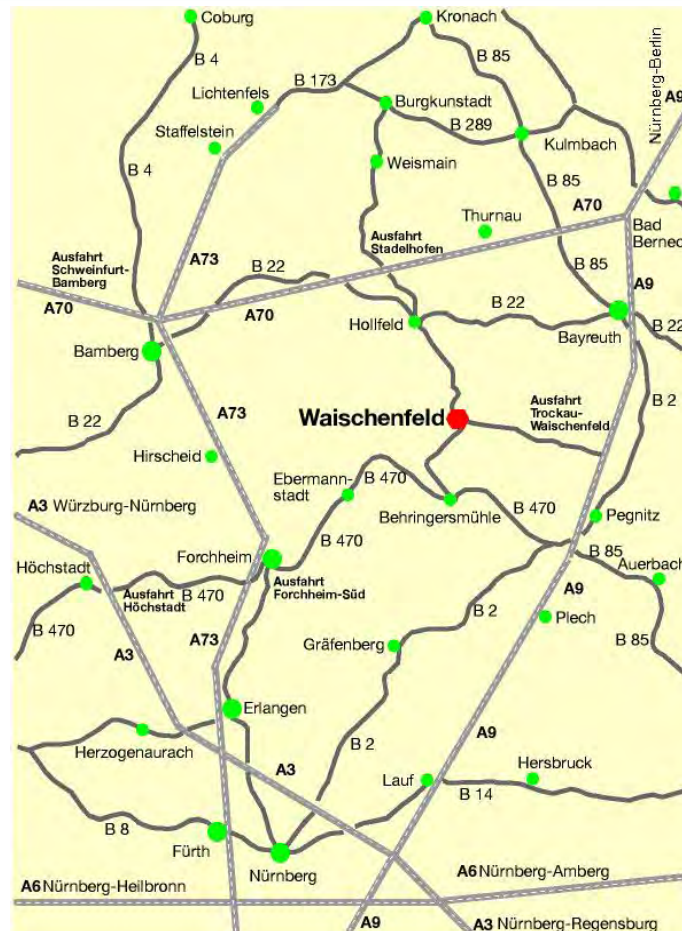 Coburg
Kronach
B 4
B 85
Nürnberg-Berlin
A9
Lichtenfels
B 173
Burgkunstadt
Staffelstein
B 289
Kulmbach
B 4
Weismain
B 85
Thurnau
A70
Ausfahrt
Stadelhofen
Bad
Berneck
Ausfahrt
Schweinfurt-
Bamberg
A73
B 22
B 85
A9
A70
A70
Hollfeld
B 22
Bayreuth
B 22
Bamberg
Ausfahrt
Trockau-
Waischenfeld
B 2
B 22
A73
Waischenfeld
Hirscheid
Ebermann-
stadt
B 470
Behringersmühle
A3 Würzburg-Nürnberg
Pegnitz
B 470
Forchheim
B 470
B 85
Auerbach
Höchstadt
Ausfahrt
Höchstadt
B 470
Ausfahrt
Forchheim-Süd
A9
B 2
Plech
B 470
A73
Gräfenberg
A3
B 85
Erlangen
Herzogenaurach
B 2
A9
A3
Lauf
Hersbruck
B 14
B 8
Fürth
Nürnberg
A6 Nürnberg-Heilbronn
A6 Nürnberg-Amberg
A9
A3 Nürnberg-Regensburg